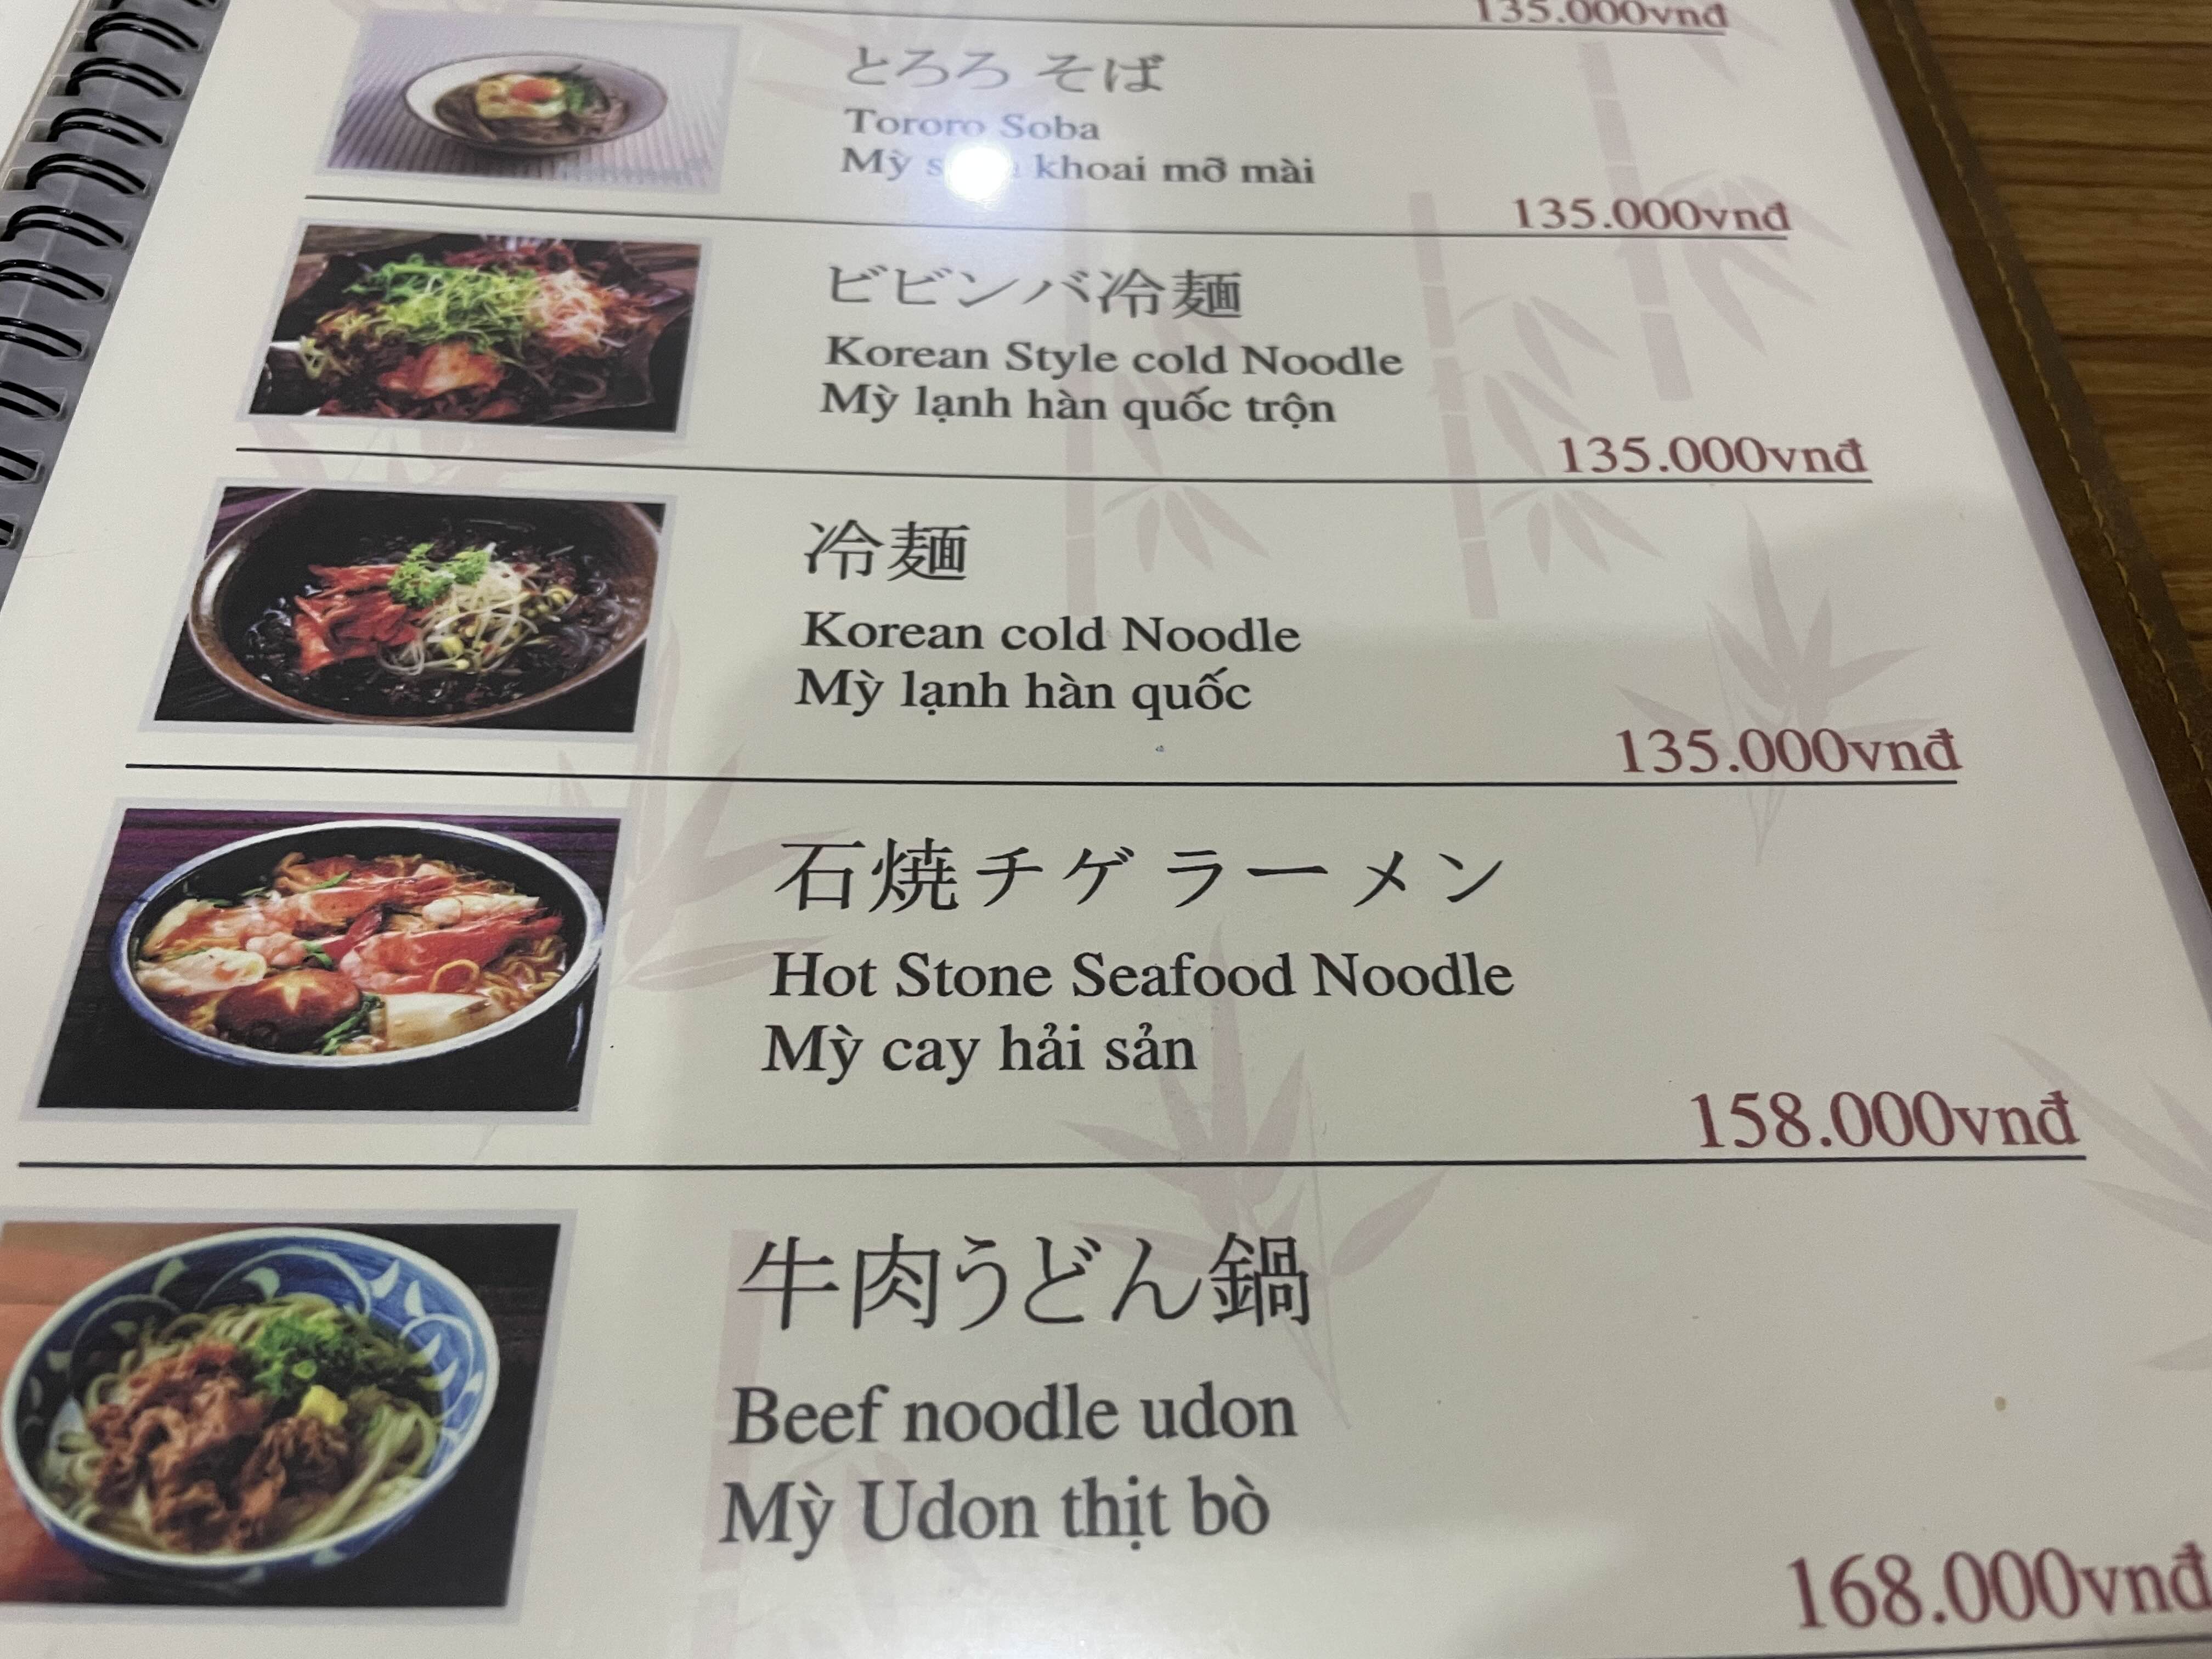 135.000vnđ
とろろ そば
Tororo Soba
Mỳ khoai mỡ mài
135.000vnđ
ビビンバ冷麺
Korean Style cold Noodle
Mỳ lạnh hàn quốc trộn
135.000vnđ
冷麺
Korean cold Noodle
Mỳ lạnh hàn quốc
135.000vnđ
石焼チゲ ラーメン
Hot Stone Seafood Noodle
Mỳ cay hải sản
158.000vnđ
牛肉うどん鍋
Beef noodle udon
Mỳ Udon thịt bò
168.000vnđ